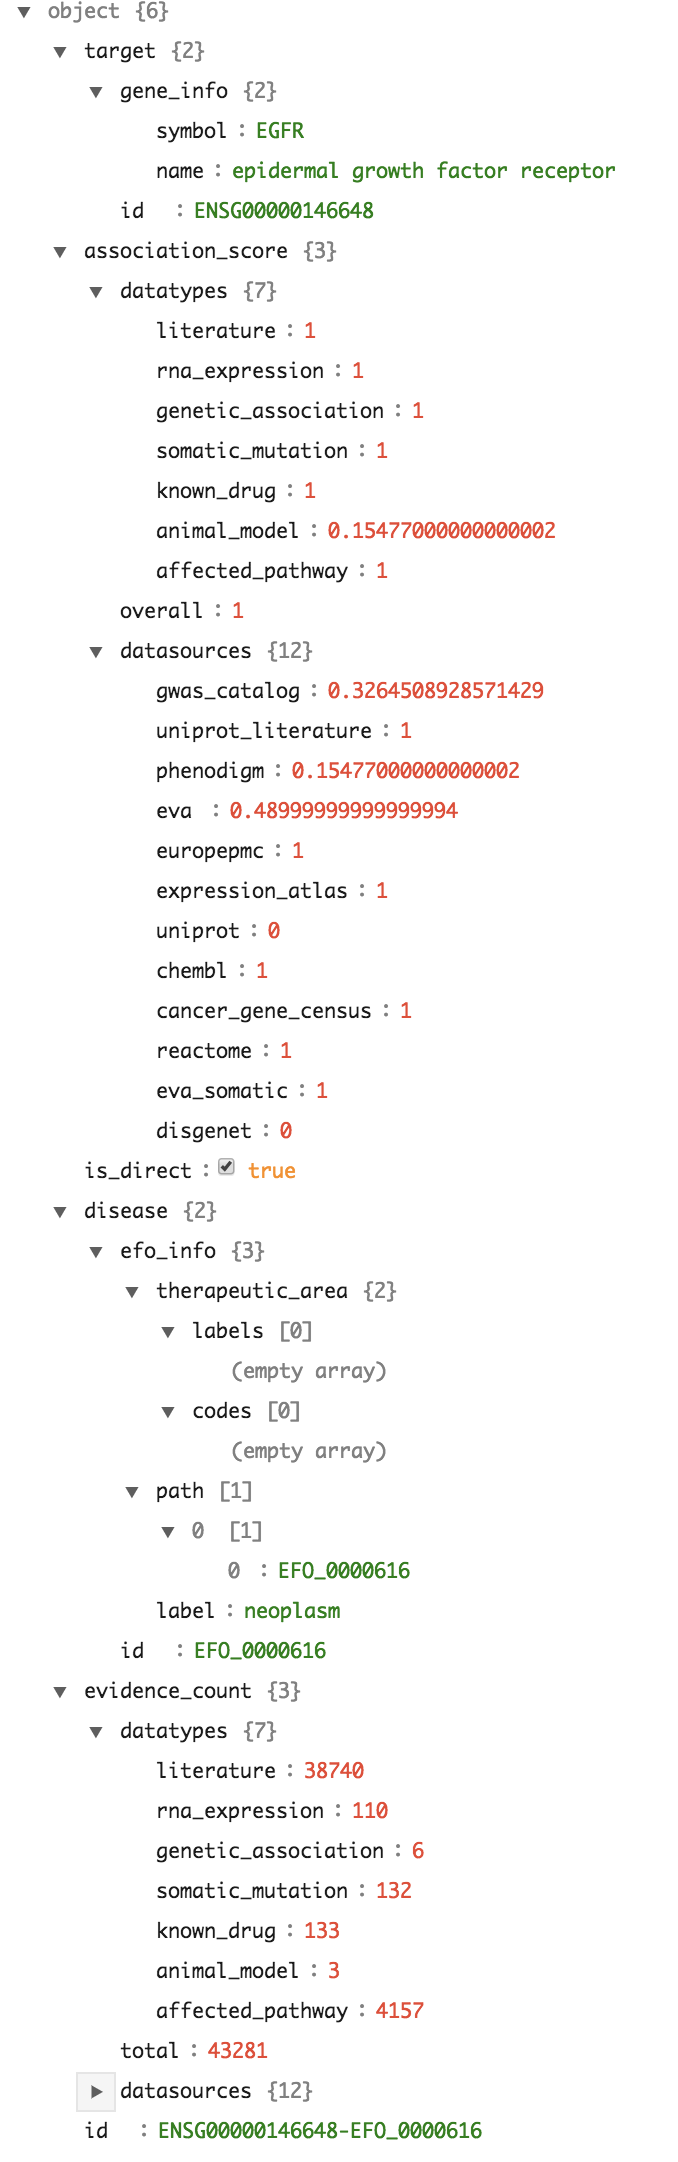 object {6}
target {2}
gene_info {2}
symbol : EGFR
name : epidermal growth factor receptor
id : ENSG00000146648
association_score {3}
datatypes {7}
literature : 1
rna_expression : 1
genetic_association : 1
somatic_mutation : 1
known_drug : 1
animal_model : 0.15477000000000002
affected_pathway : 1
overall : 1
datasources {12}
gwas_catalog : 0.3264508928571429
uniprot_literature : 1
phenodigm : 0.15477000000000002
eva : 0.48999999999999994
europepmc : 1
expression_atlas : 1
uniprot : 0
chembl : 1
cancer_gene_census : 1
reactome : 1
eva_somatic : 1
disgenet : 0
is_direct : true
disease {2}
efo_info {3}
therapeutic_area {2}
labels [0]
(empty array)
codes [0]
(empty array)
path [1]
0 [1]
0 : EFO_0000616
label : neoplasm
id : EFO_0000616
evidence_count {3}
datatypes {7}
literature : 38740
rna_expression : 110
genetic_association : 6
somatic_mutation : 132
known_drug : 133
animal_model : 3
affected_pathway : 4157
total : 43281
datasources {12}
id : ENSG00000146648-EFO_0000616